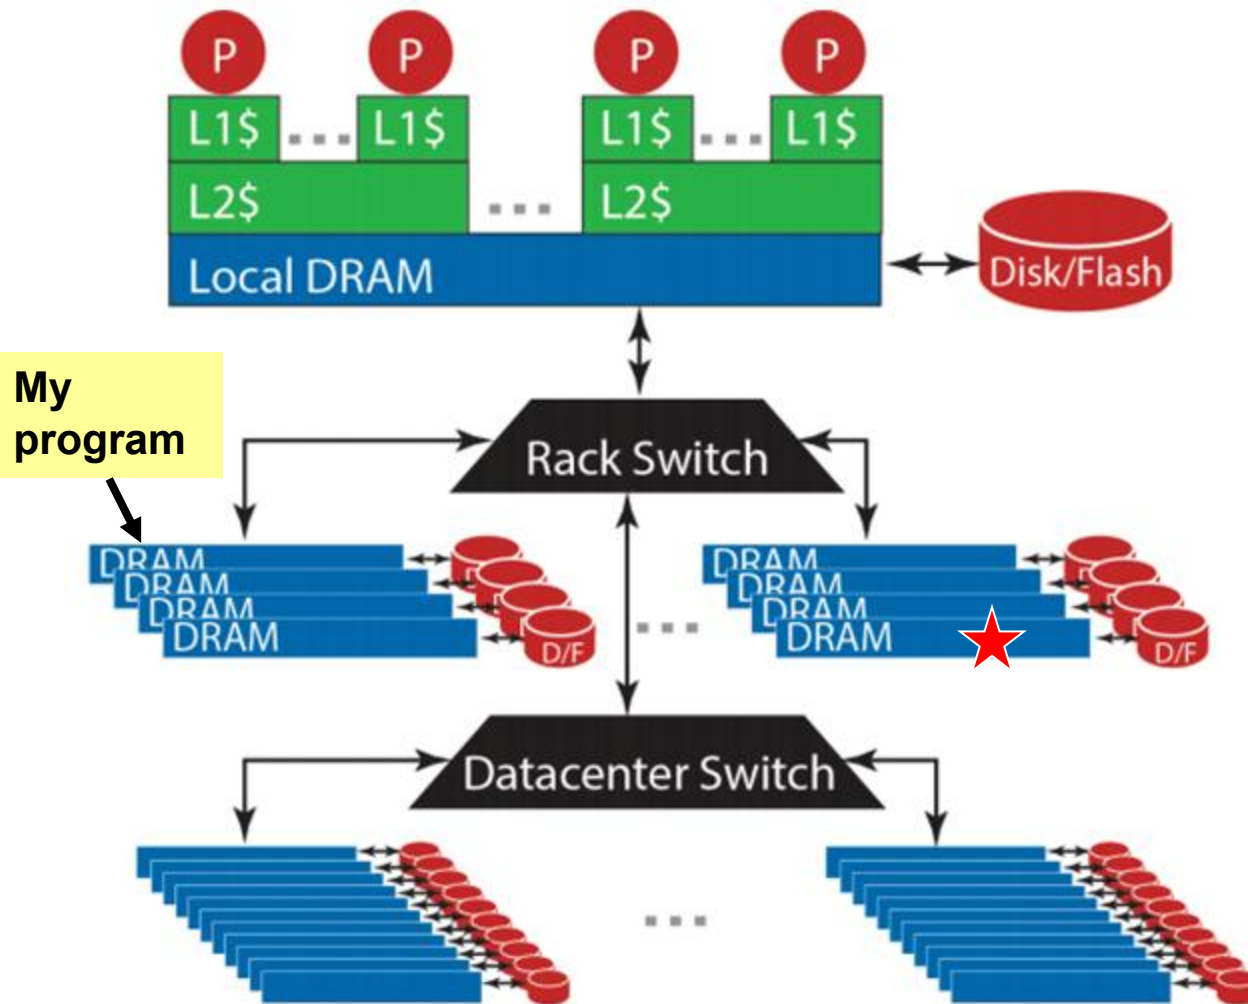 P P P P
L1$ L1$ L1$ L1$
L2$ L2$
Local DRAM
Disk/Flash
My
program
Rack Switch
DRAM
DRAM
DRAM
DRAM
D/F
DRAM
DRAM
DRAM
DRAM
D/F
Datacenter Switch